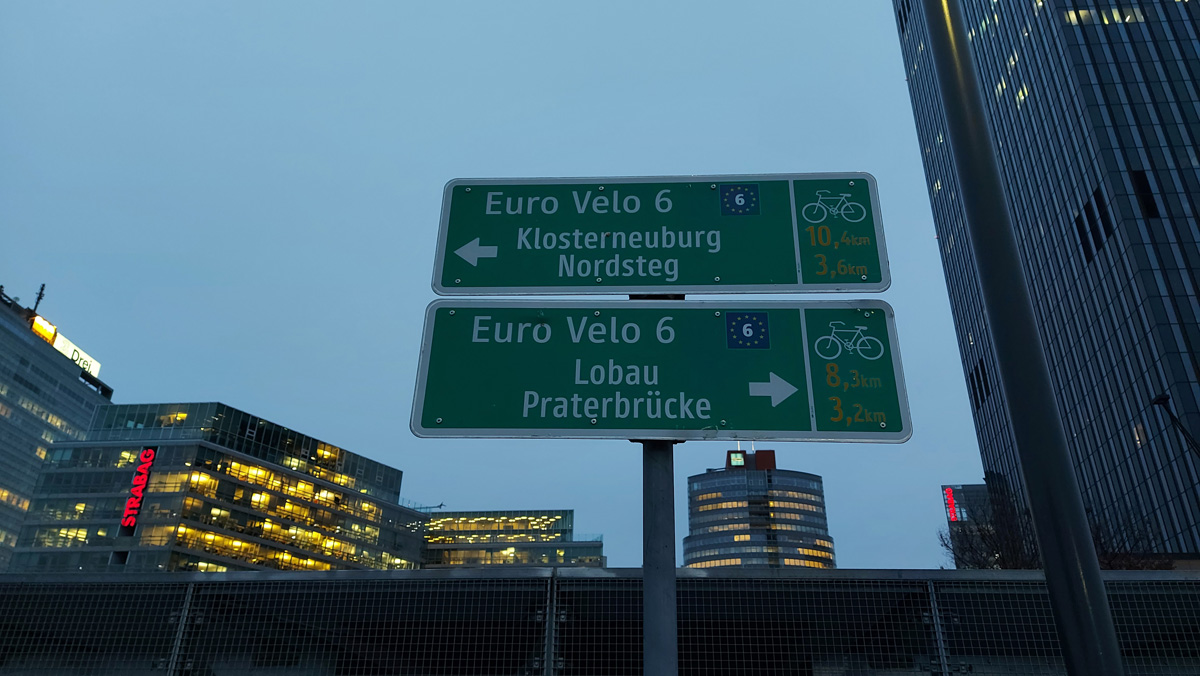 Euro Velo 6 6
Klosterneuburg 10,4km
Nordsteg 3,6km
Euro Velo 6 6
Lobau 8,3km
Praterbrücke 3,2km
Drei
STRABAG